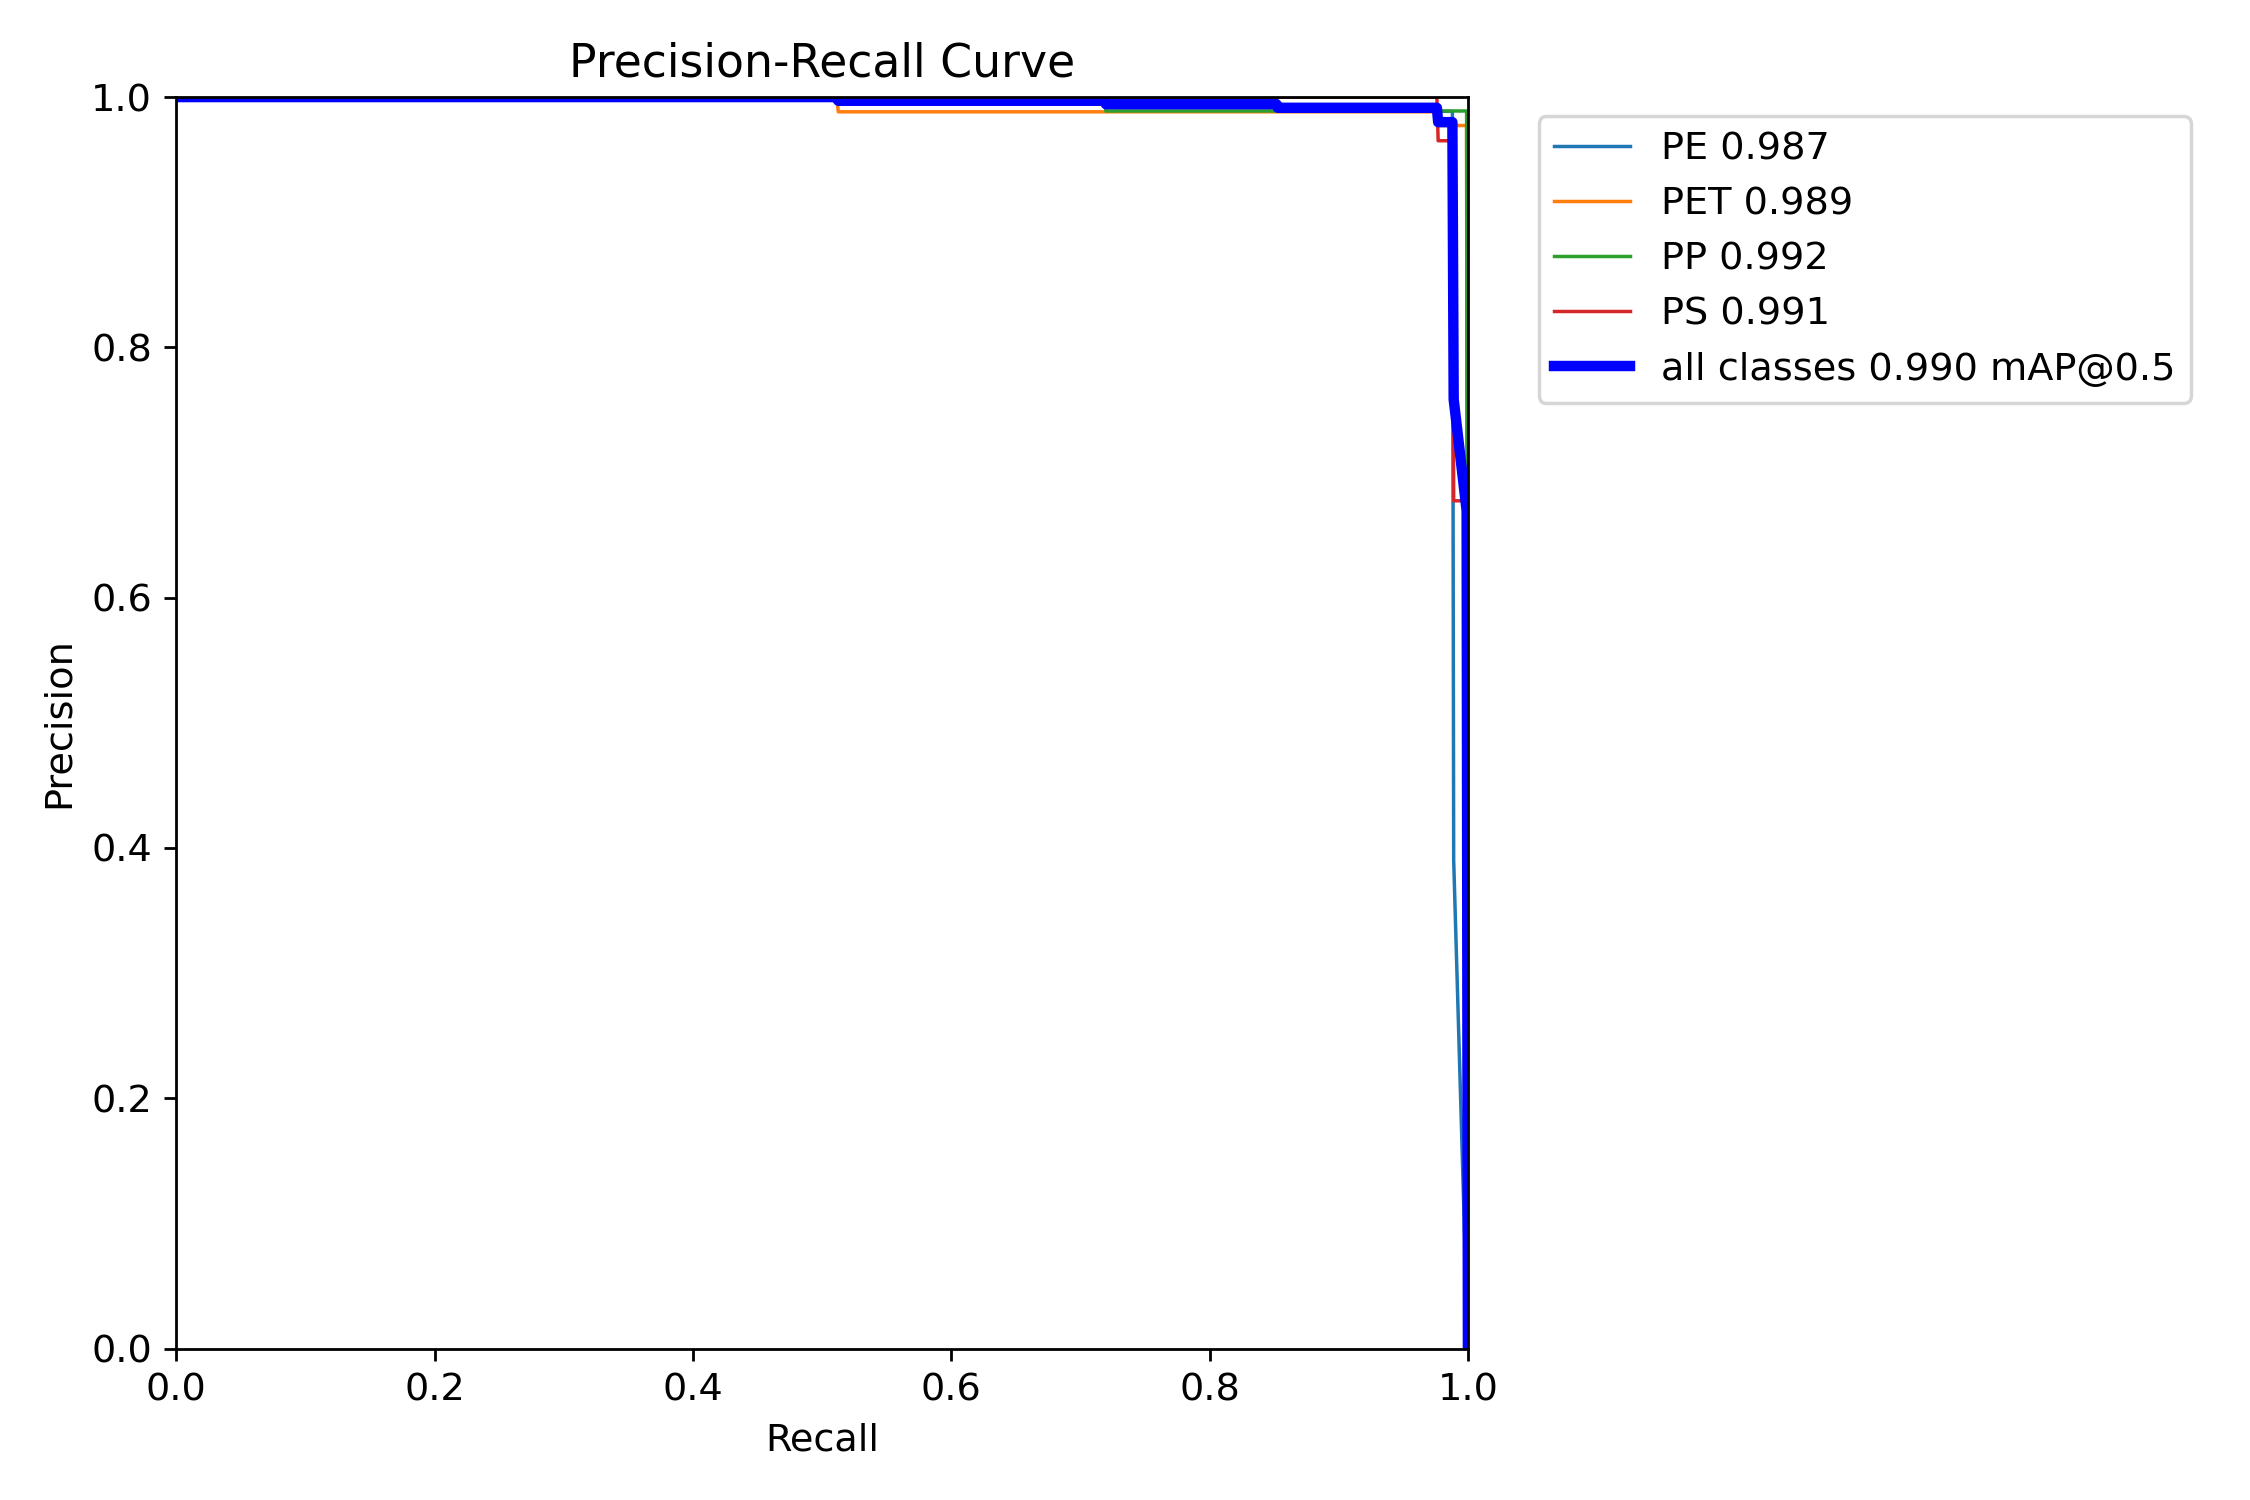 Precision-Recall Curve
1.0
0.8
0.6
0.4
0.2
0.0
Precision
0.0 0.2 0.4 0.6 0.8 1.0
Recall
PE 0.987
PET 0.989
PP 0.992
PS 0.991
all classes 0.990 mAP@0.5